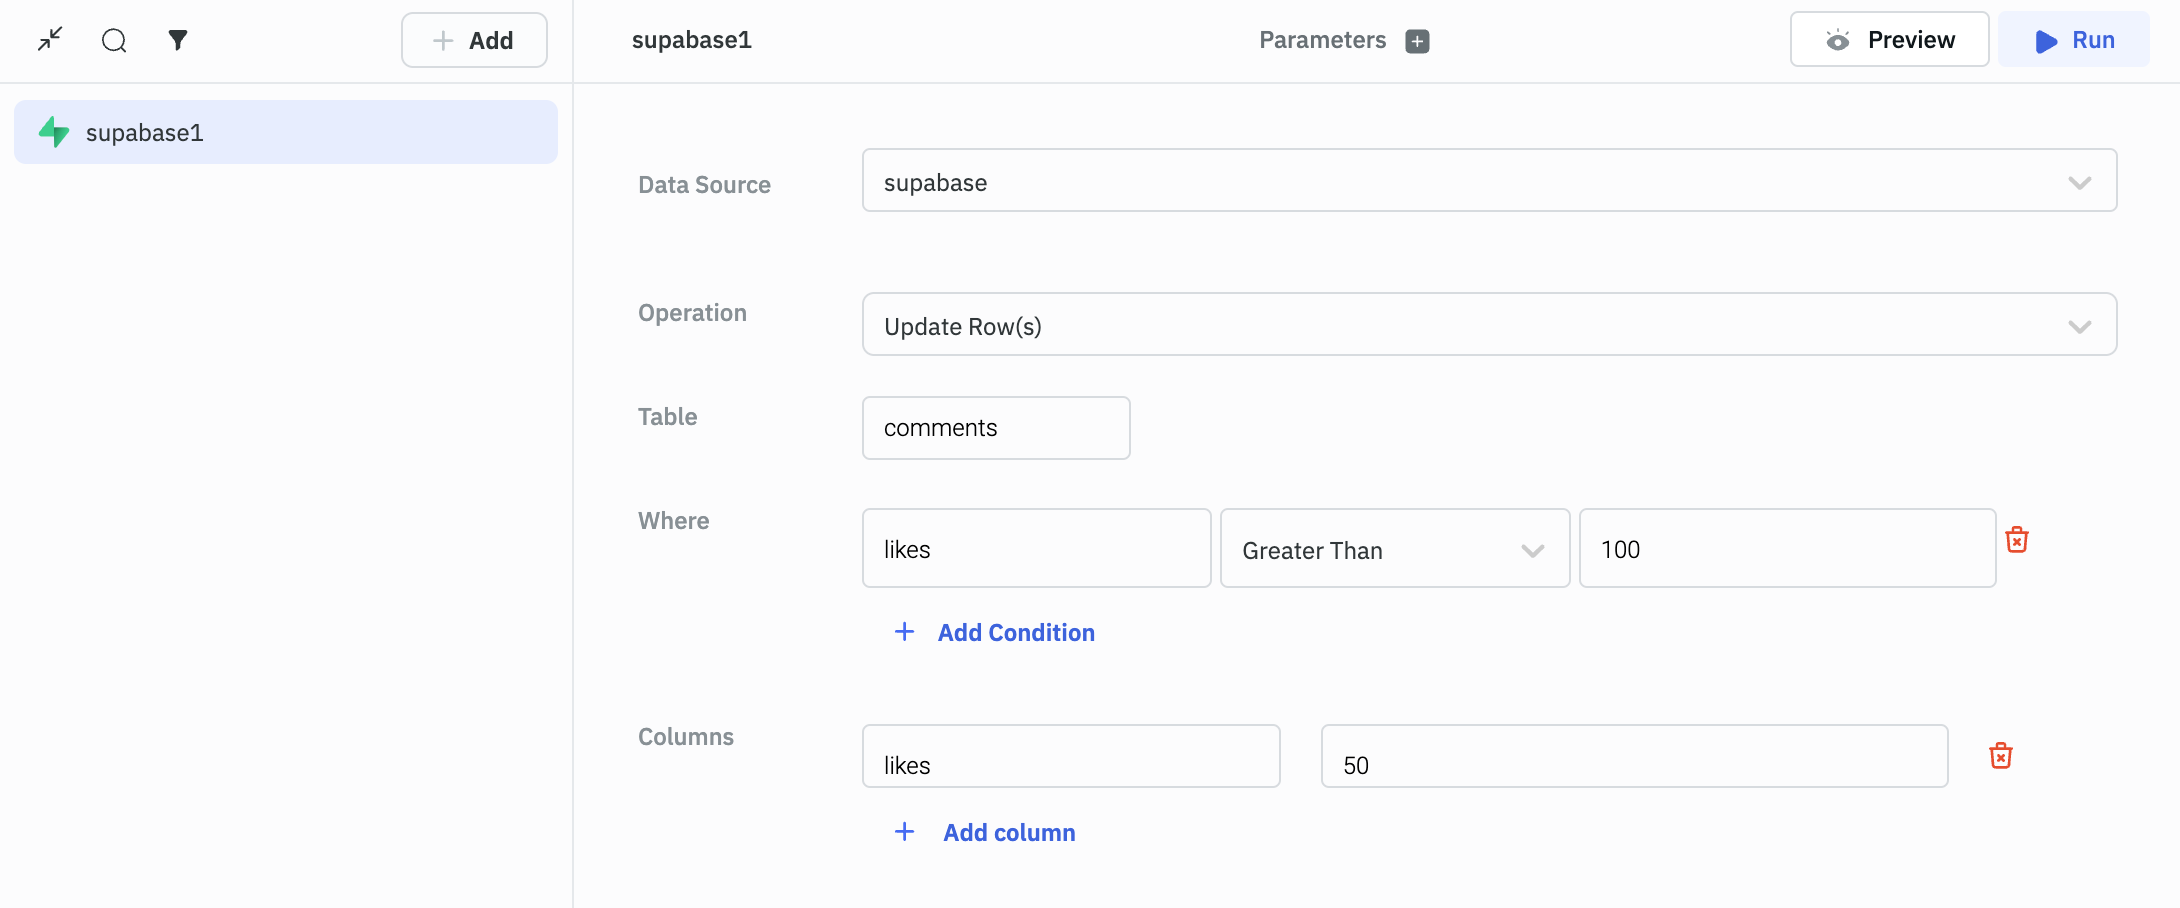 Add
supabase1
Parameters
Preview
Run
supabase1
Data Source
supabase
Operation
Update Row(s)
Table
comments
Where
likes
Greater Than
100
+ Add Condition
Columns
likes
50
+ Add column